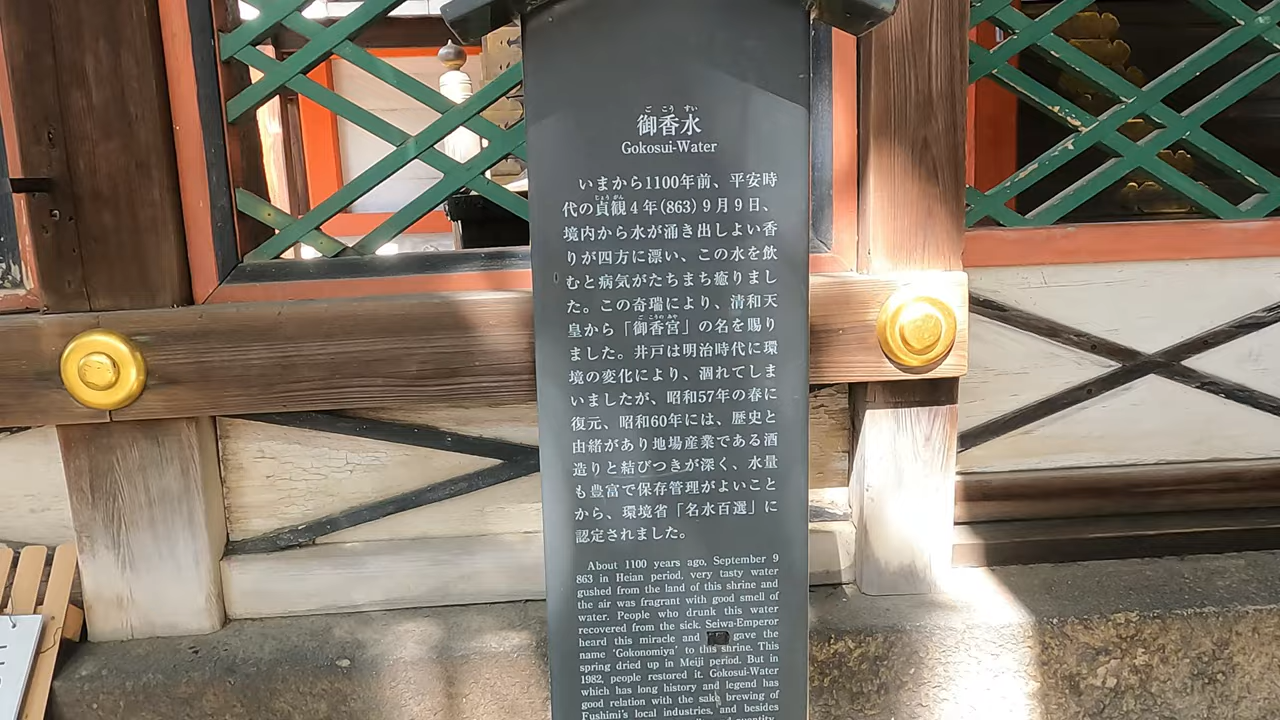 ご こう すい
御香水
Gokosui-Water
いまから1100年前、平安時
じょう がん
代の貞観4年(863)9月9日、
境内から水が涌き出しよい香
りが四方に漂い、この水を飲
むと病気がたちまち癒りまし
た。この奇瑞により、清和天
ご こうの みや
皇から「御香宮」の名を賜り
ました。井戸は明治時代に環
境の変化により、涸れてしま
いましたが、昭和57年の春に
復元、昭和60年には、歴史と
由緒があり地場産業である酒
造りと結びつきが深く、水量
も豊富で保存管理がよいこと
から、環境省「名水百選」に
認定されました。
About 1100 years ago, September 9
863 in Heian period, very tasty water
gushed from the land of this shrine and
the air was fragrant with good smell of
water. People who drunk this water
recovered from the sick. Seiwa-Emperor
heard this miracle and gave the
name 'Gokonomiya' to this shrine. This
spring dried up in Meiji period. But in
1982, people restored it. Gokosui-Water
which has long history and legend has
good relation with the sake brewing of
Fushimi's local industries, and besides